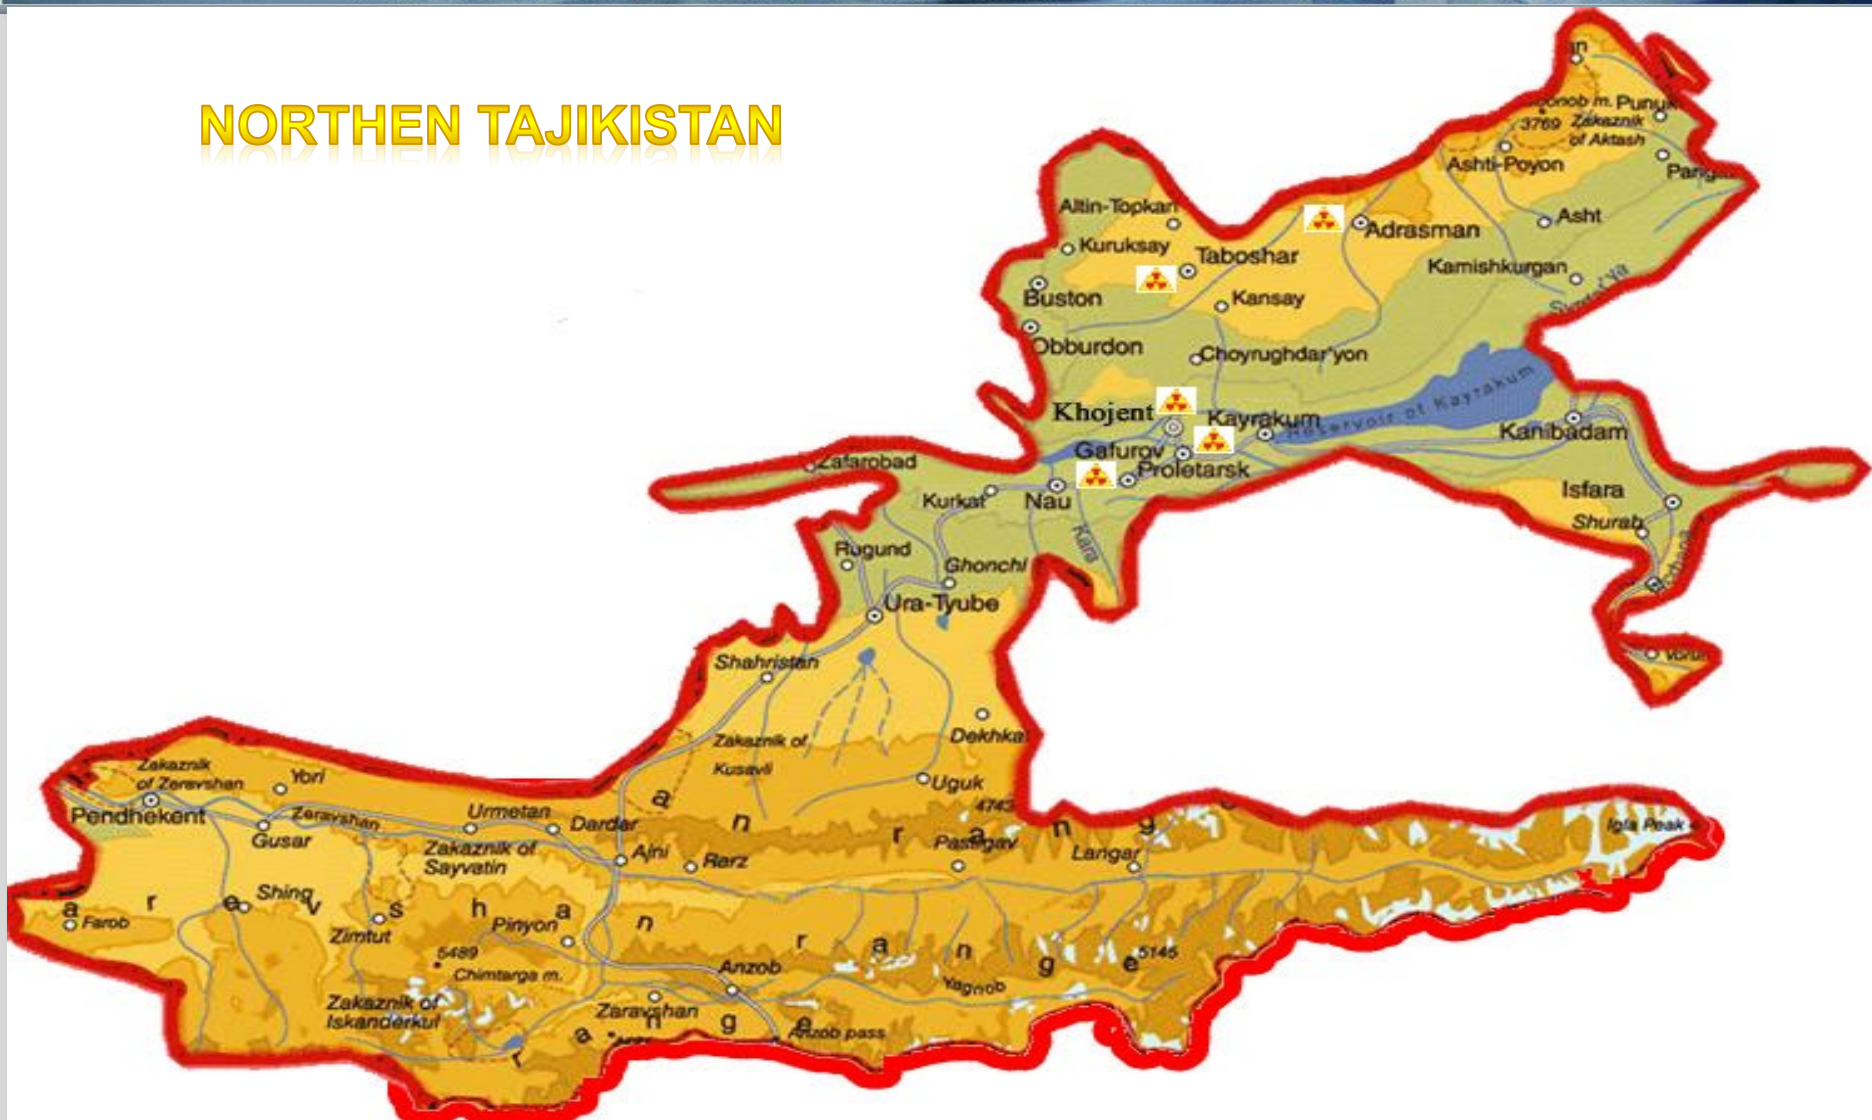 NORTHEN TAJIKISTAN
Punuk
3769
Zakaznik
of Aktash
Ashti-Poyon
Altin-Topkan
Asht
Adrasman
Kuruksay
Taboshar
Kamishkurgan
Buston
Kansay
Obburdon
Choyrughdar'yon
Reservoir of Kayrakum
Khojent
Kayrakum
Kanibadam
Gafurov
Zafarobad
Proletarsk
Isfara
Kurkat
Nau
Shurab
Kara
Rugund
Ghonchi
Ura-Tyube
Shahristan
Dekhka
Zakaznik of
Kusavli
Zakaznik
of Zeravshan
Yori
Uguk
4743
Pendhekent
Zeravshan
Urmetan
Dardar
Igla Peak
Gusar
a n r a n g
Zakaznik of
Sayvatin
Ajni
Rerz
Langar
Shing
Farob
a r e v s h a n r a n g e
Zimtut
Pinyon
5489
5145
Chimtarga m.
Anzob
Yagnob
Zakaznik of
Iskanderkul
Zaravshan
r a n g e
Anzob pass